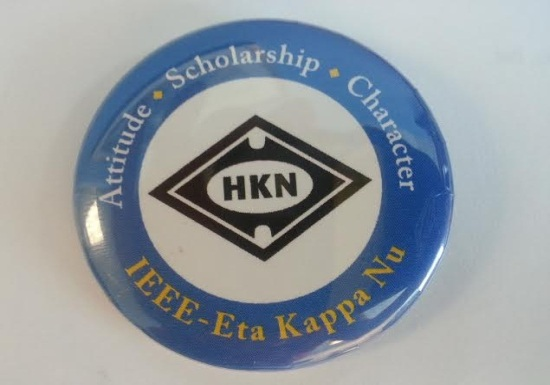 Attitude • Scholarship • Character
HKN
IEEE-Eta Kappa Nu